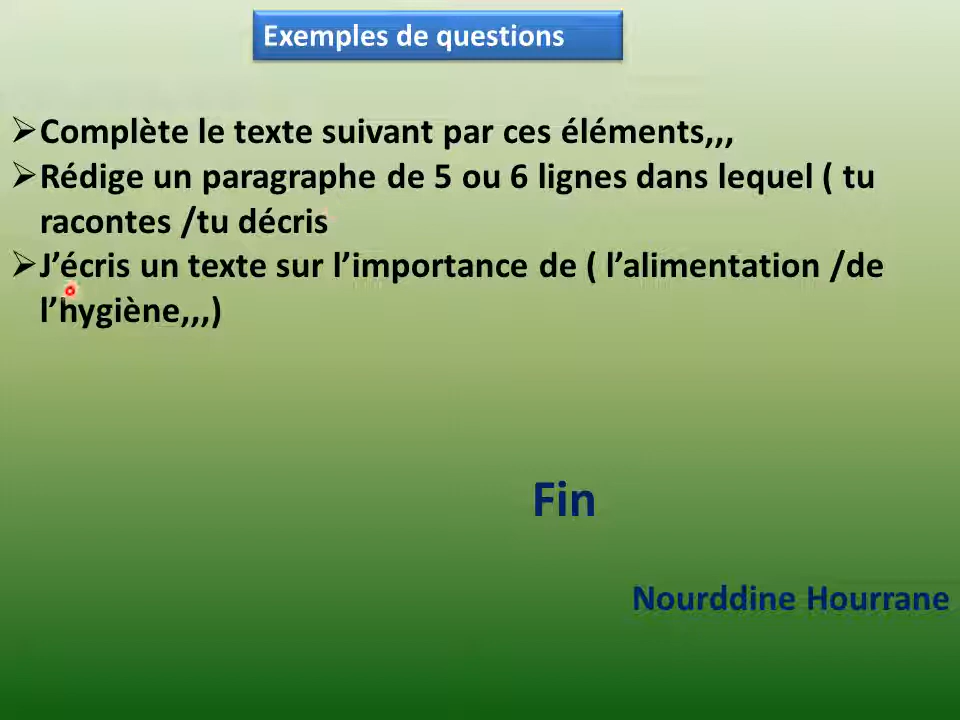 Exemples de questions
➢Complète le texte suivant par ces éléments,,,
➢Rédige un paragraphe de 5 ou 6 lignes dans lequel ( tu
racontes /tu décris
➢J’écris un texte sur l’importance de ( l’alimentation /de
l’hygiène,,,)
Fin
Nourddine Hourrane